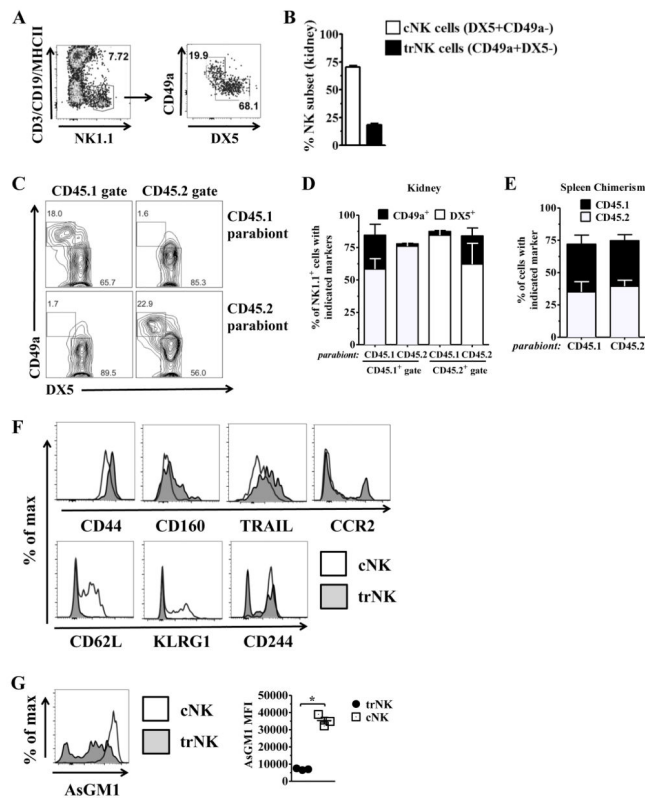 A
CD3/CD19/MHCII
7.72
NK1.1
19.9
CD49a
68.1
DX5
B
cNK cells (DX5+CD49a-)
trNK cells (CD49a+DX5-)
% NK subset (kidney)
100
80
60
40
20
0
C
CD45.1 gate CD45.2 gate
18.0
65.7
1.6
85.3
CD45.1
parabiont
1.7
89.5
22.9
56.0
CD45.2
parabiont
CD49a
DX5
D
Kidney
CD49a+ DX5+
% of NK1.1+ cells with
indicated markers
100
75
50
25
0
parabiont: CD45.1 CD45.2 CD45.1 CD45.2
CD45.1+ gate CD45.2+ gate
E
Spleen Chimerism
CD45.1
CD45.2
% of cells with
indicated marker
100
75
50
25
0
parabiont: CD45.1 CD45.2
F
% of max
CD44 CD160 TRAIL CCR2
CD62L KLRG1 CD244
cNK
trNK
G
% of max
AsGM1
cNK
trNK
AsGM1 MFI
50000
40000
30000
20000
10000
0
*
trNK
cNK